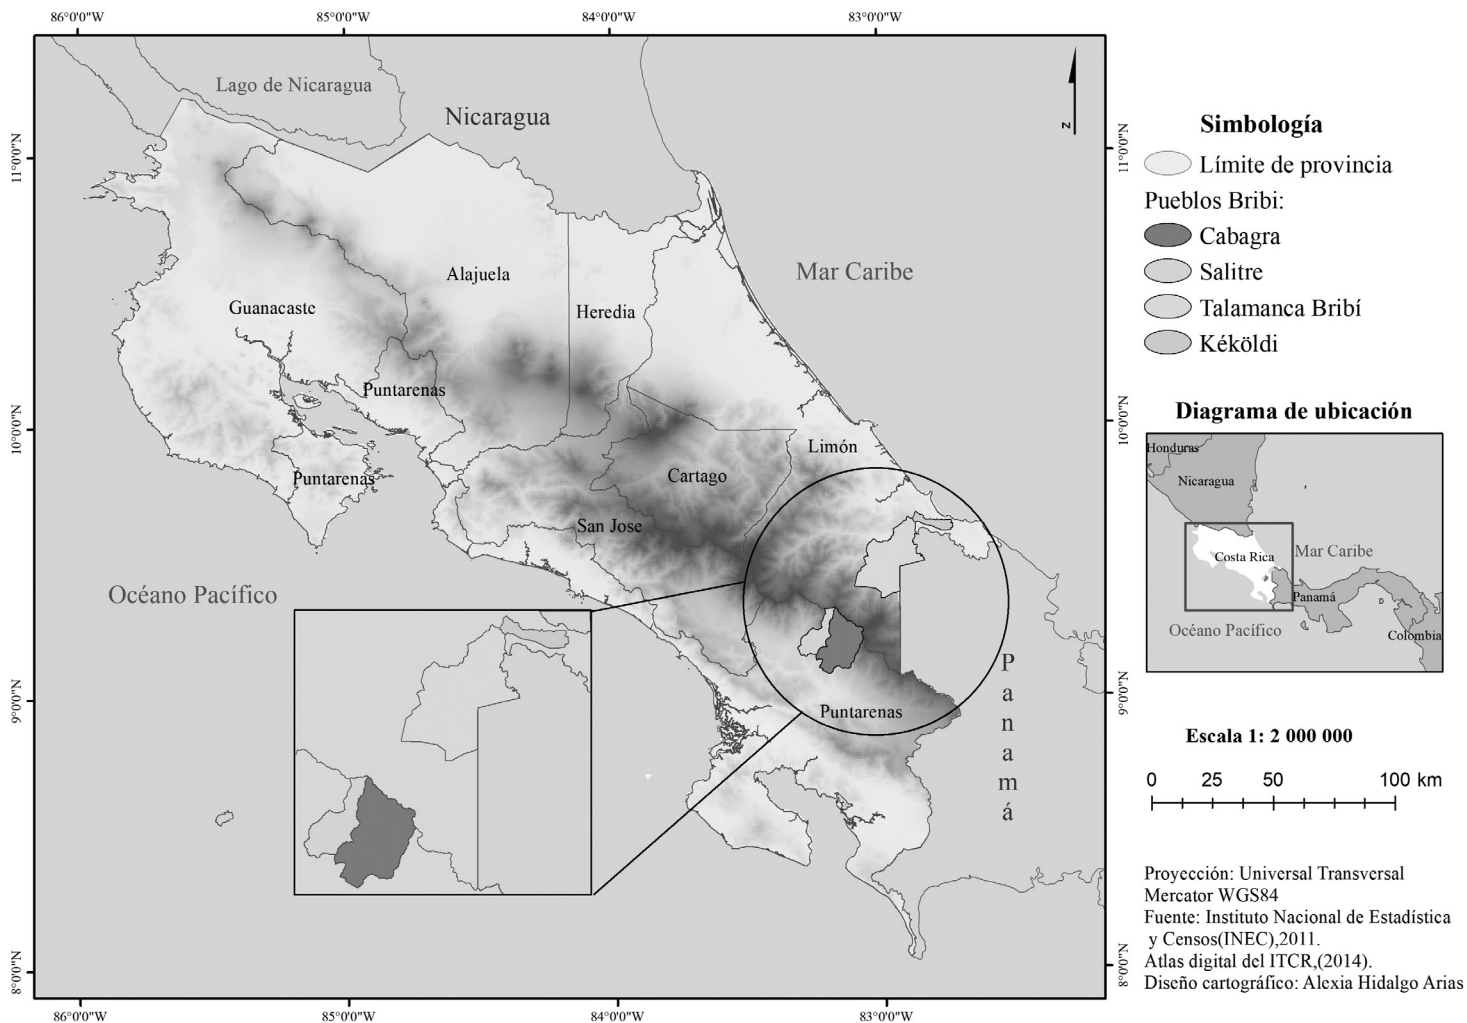 86°0'0"W 85°0'0"W 84°0'0"W 83°0'0"W
11°0'0"N
10°0'0"N
9°0'0"N
8°0'0"N
Lago de Nicaragua
Nicaragua
Mar Caribe
Alajuela
Guanacaste
Heredia
Puntarenas
Limón
Cartago
Puntarenas
San Jose
Océano Pacífico
Puntarenas
Panamá
z
11°0'0"N
10°0'0"N
9°0'0"N
8°0'0"N
86°0'0"W 85°0'0"W 84°0'0"W 83°0'0"W
Simbología
Límite de provincia
Pueblos Bribi:
Cabagra
Salitre
Talamanca Bribí
Kéköldi
Diagrama de ubicación
Honduras
Nicaragua
Costa Rica
Mar Caribe
Panamá
Océano Pacífico
Colombia
Escala 1: 2 000 000
0 25 50 100 km
Proyección: Universal Transversal
Mercator WGS84
Fuente: Instituto Nacional de Estadística
y Censos(INEC),2011.
Atlas digital del ITCR,(2014).
Diseño cartográfico: Alexia Hidalgo Arias